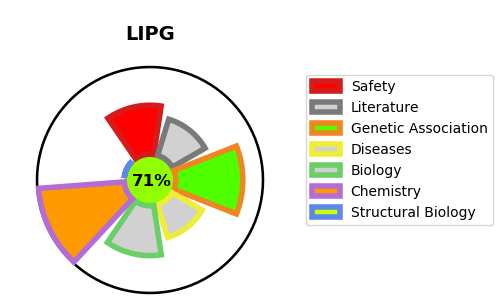 LIPG
71%
Safety
Literature
Genetic Association
Diseases
Biology
Chemistry
Structural Biology